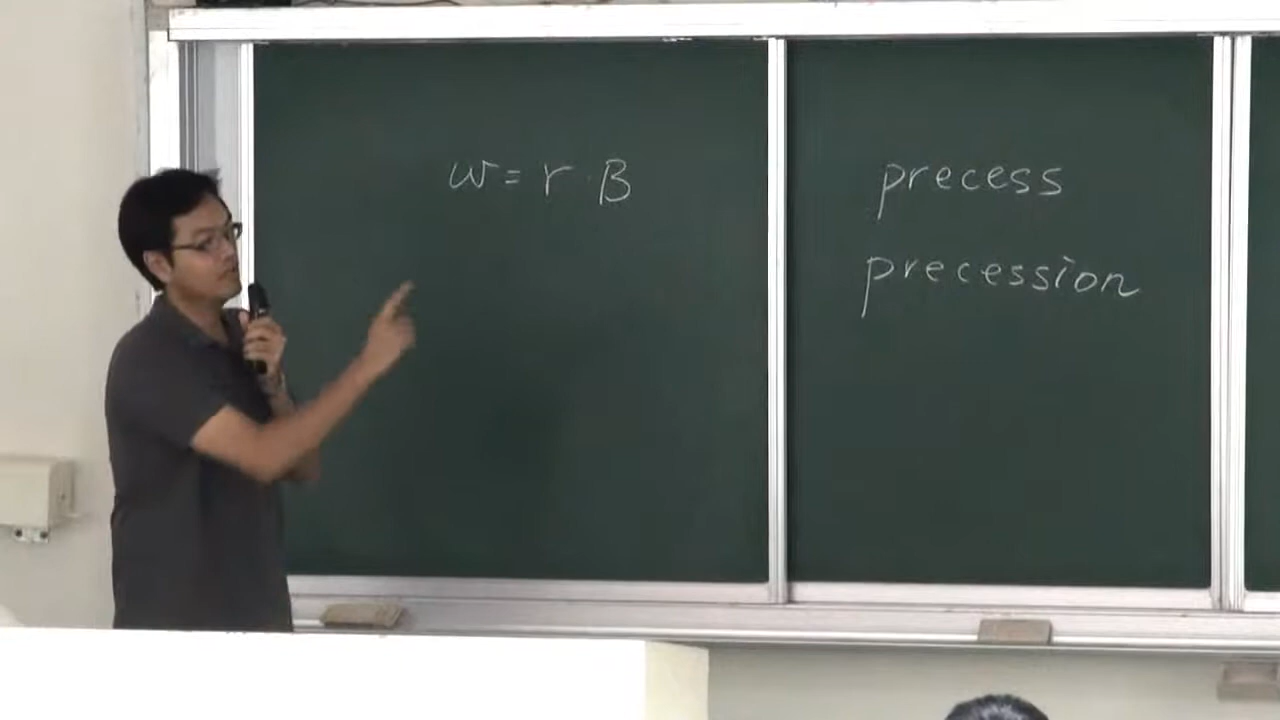 ω = γ · B
precess
precession